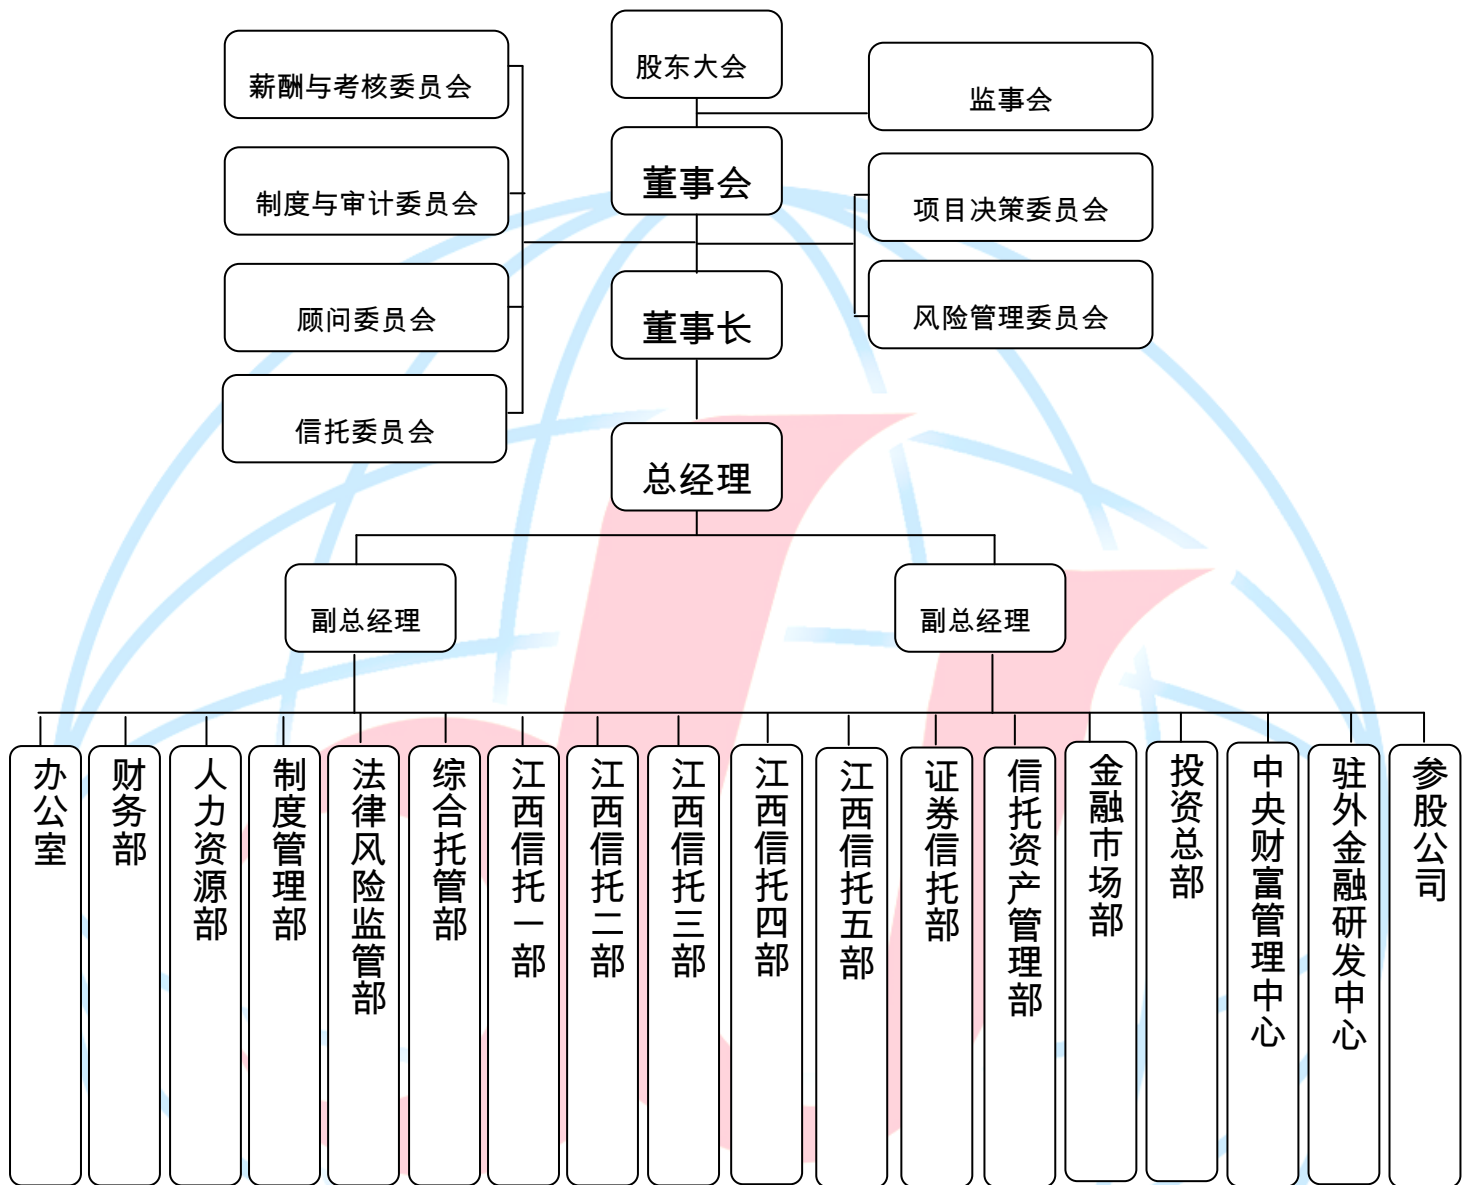 股东大会
薪酬与考核委员会
监事会
董事会
制度与审计委员会
项目决策委员会
顾问委员会
董事长
风险管理委员会
信托委员会
总经理
副总经理
副总经理
办公室
财务部
人力资源部
制度管理部
法律风险监管部
综合托管部
江西信托一部
江西信托二部
江西信托三部
江西信托四部
江西信托五部
证券信托部
信托资产管理部
金融市场部
投资总部
中央财富管理中心
驻外金融研发中心
参股公司